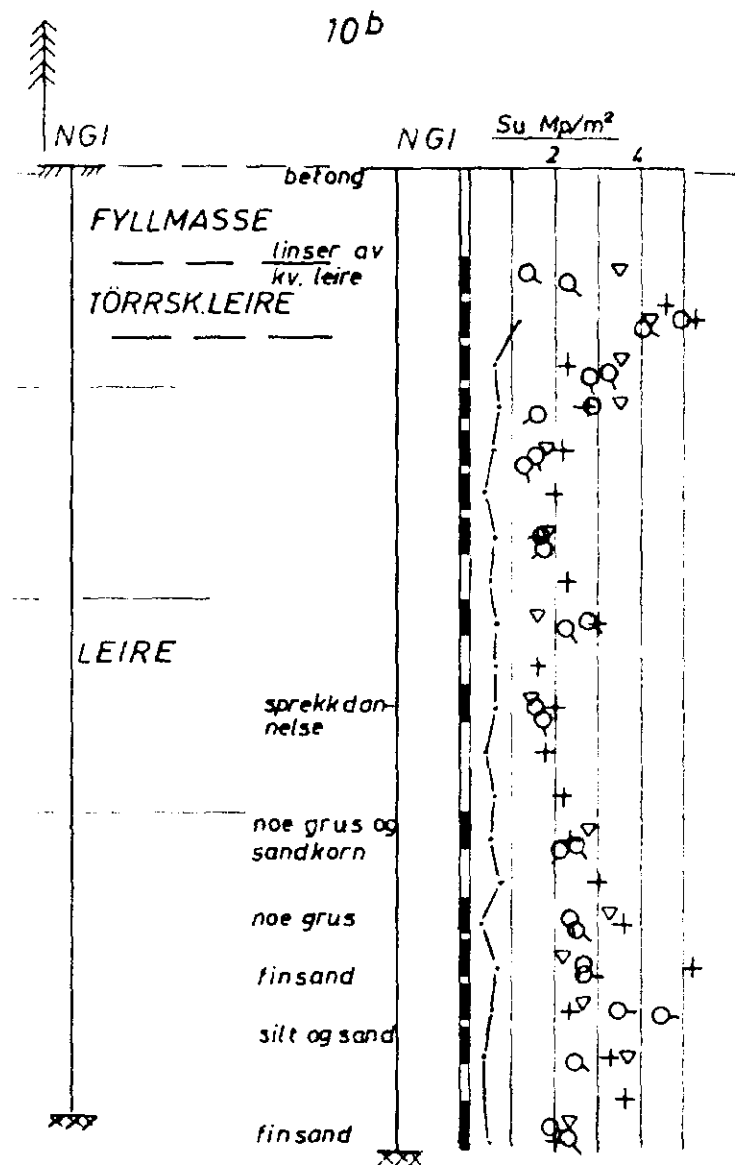 10b
NGI
NGI
Su Mp/m²
2
4
betong
FYLLMASSE
linser av
kv. leire
TÖRRSK.LEIRE
LEIRE
sprekkdan-
nelse
noe grus og
sandkorn
noe grus
finsand
silt og sand
finsand